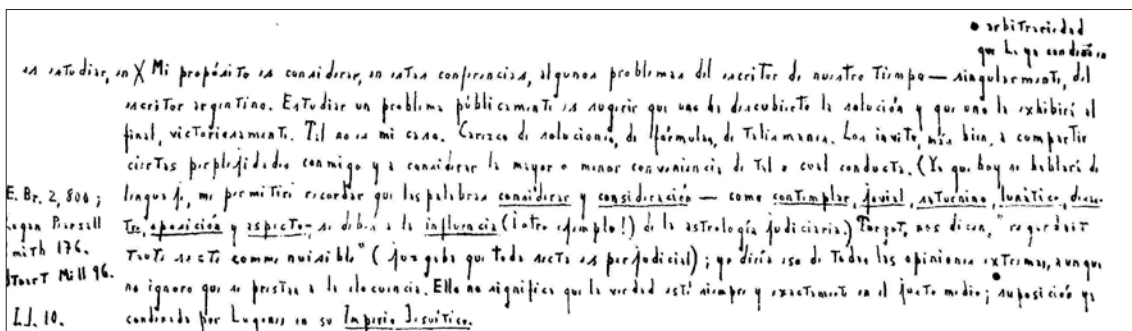 • arbitrariedad
que L. ya condenó en
es estudiar, en X Mi propósito es considerar, en estas conferencias, algunos problemas del escritor de nuestro tiempo — singularmente, del
escritor argentino. Estudiar un problema públicamente es sugerir que uno ha descubierto la solución y que uno la exhibirá al
final, victoriosamente. Tal no es mi caso. Carezco de soluciones, de fórmulas, de talismanes. Los invito, más bien, a compartir
ciertas perplejidades conmigo y a considerar la mayor o menor conveniencia de tal o cual conducta. (Ya que hoy se hablará de
E. Br. 2, 800; lenguaje, me permitiré recordar que las palabras considerar y consideración — como contemplar, jovial, saturnino, lunático, desas-
Logan Pearsall tre, oposición y aspecto, se deben a la influencia (¡otro ejemplo!) de la astrología judiciaria.) Turgot, nos dicen, "regardait
Smith 176. toute secte comme nuisible" (juzgaba que toda secta es perjudicial); yo diría eso de todas las opiniones extremas, aunque
Stuart Mill 96. no ignoro que se prestan a la elocuencia. Ello no significa que la verdad esté siempre y exactamente en el justo medio; suposición ya
L.L. 10. condenada por Lugones en su Imperio Jesuítico.